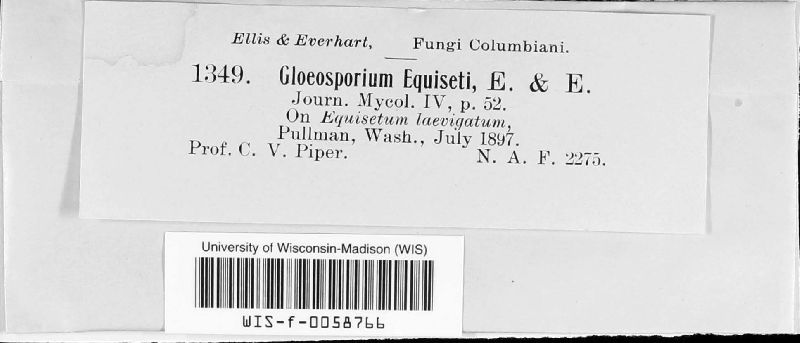 Ellis & Everhart, Fungi Columbiani.
1349. Gloeosporium Equiseti, E. & E.
Journ. Mycol. IV, p. 52.
On Equisetum laevigatum,
Pullman, Wash., July 1897.
Prof. C. V. Piper. N. A. F. 2275.
University of Wisconsin-Madison (WIS)
WIS-f-0058766